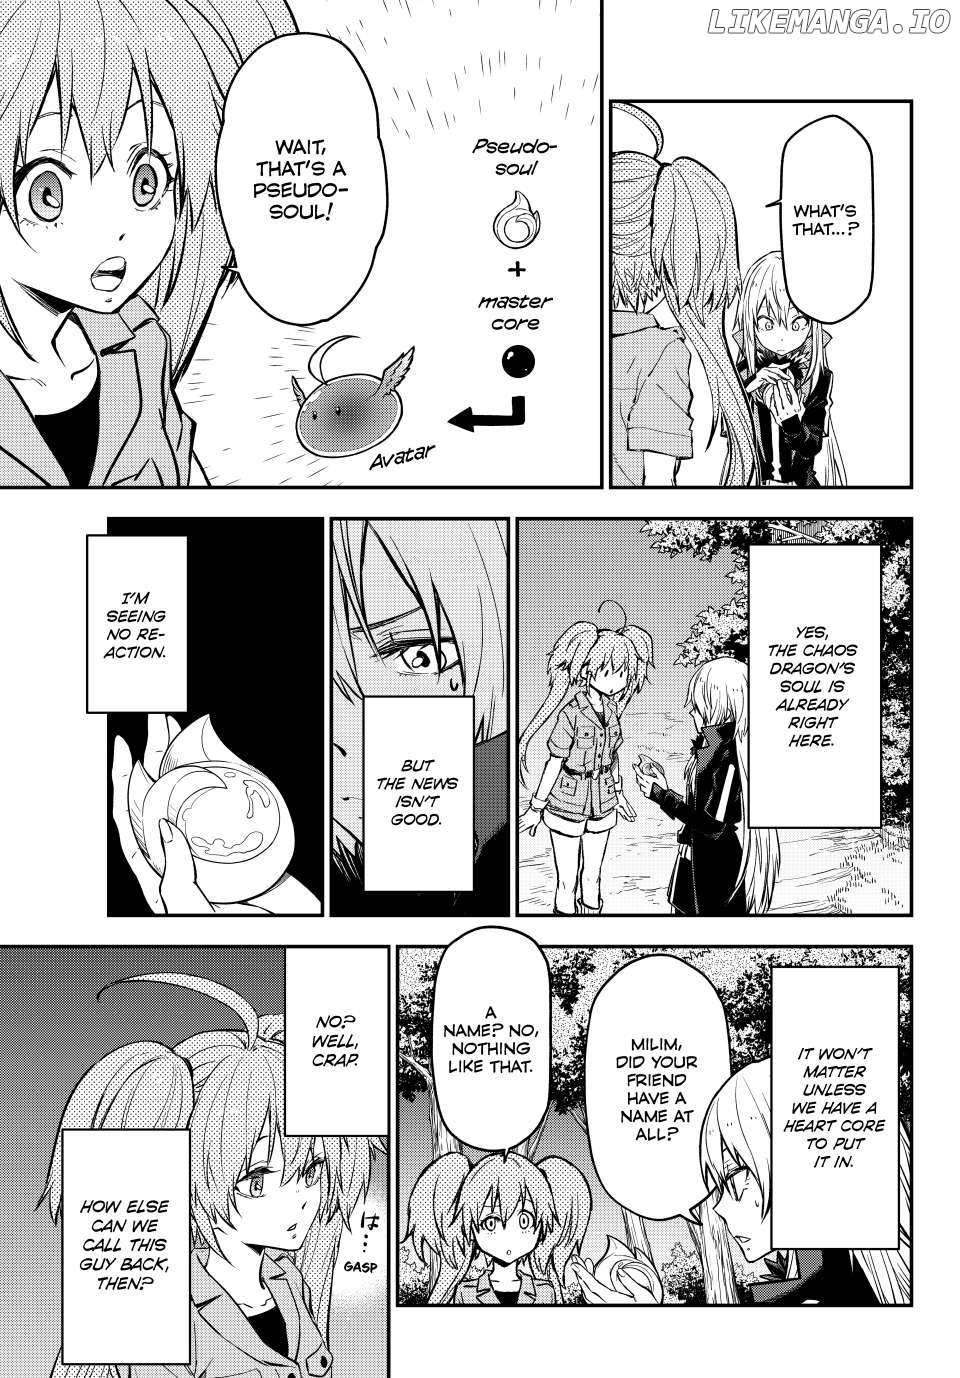 LIKEMANGA.IO
WHAT'S
THAT...?
WAIT,
THAT'S A
PSEUDO-
SOUL!
Pseudo-
soul
+
master
core
Avatar
YES,
THE CHAOS
DRAGON'S
SOUL IS
ALREADY
RIGHT
HERE.
BUT
THE NEWS
ISN'T
GOOD.
I'M
SEEING
NO RE-
ACTION.
IT WON'T
MATTER
UNLESS
WE HAVE A
HEART CORE
TO PUT
IT IN.
MILIM,
DID YOUR
FRIEND
HAVE A
NAME AT
ALL?
A
NAME? NO,
NOTHING
LIKE THAT.
NO?
WELL,
CRAP.
は…
GASP
HOW ELSE
CAN WE
CALL THIS
GUY BACK,
THEN?